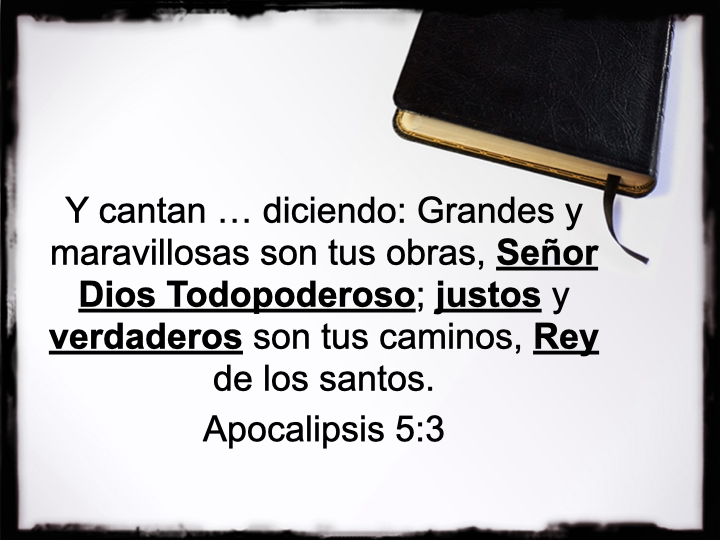 Y cantan … diciendo: Grandes y
maravillosas son tus obras, Señor
Dios Todopoderoso; justos y
verdaderos son tus caminos, Rey
de los santos.
Apocalipsis 5:3